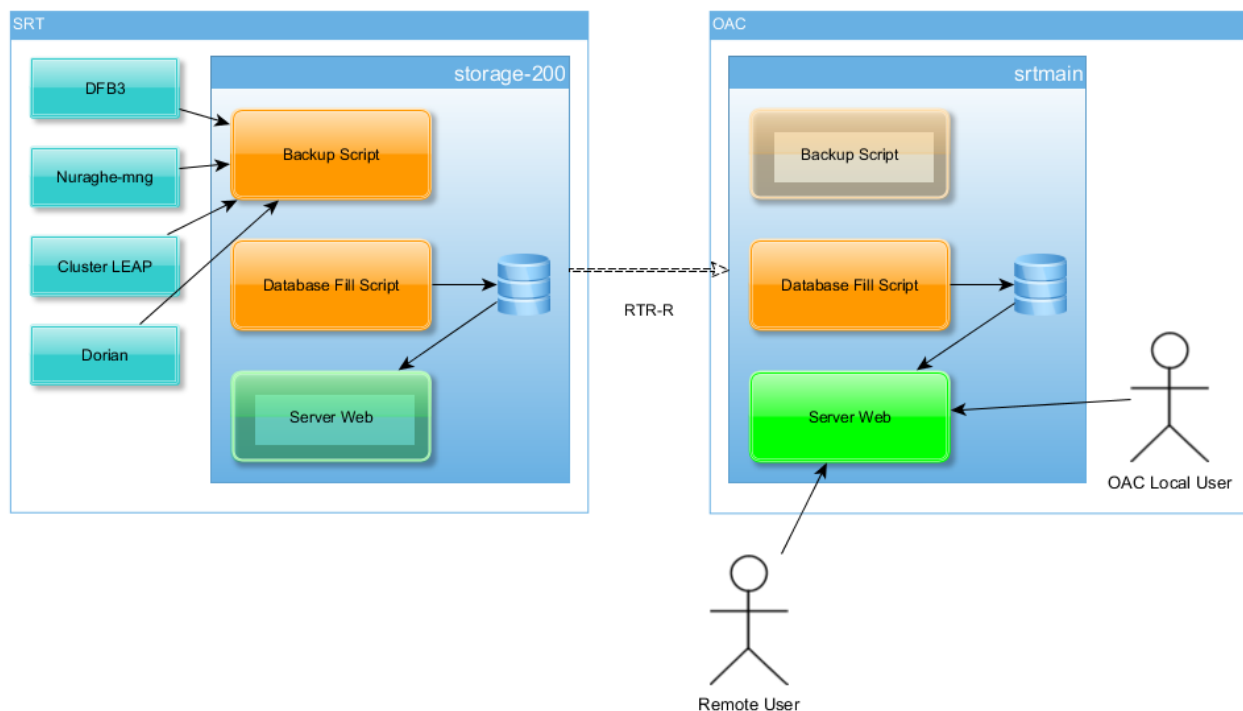 SRT
DFB3
Nuraghe-mng
Cluster LEAP
Dorian
storage-200
Backup Script
Database Fill Script
Server Web
RTR-R
OAC
srtmain
Backup Script
Database Fill Script
Server Web
OAC Local User
Remote User